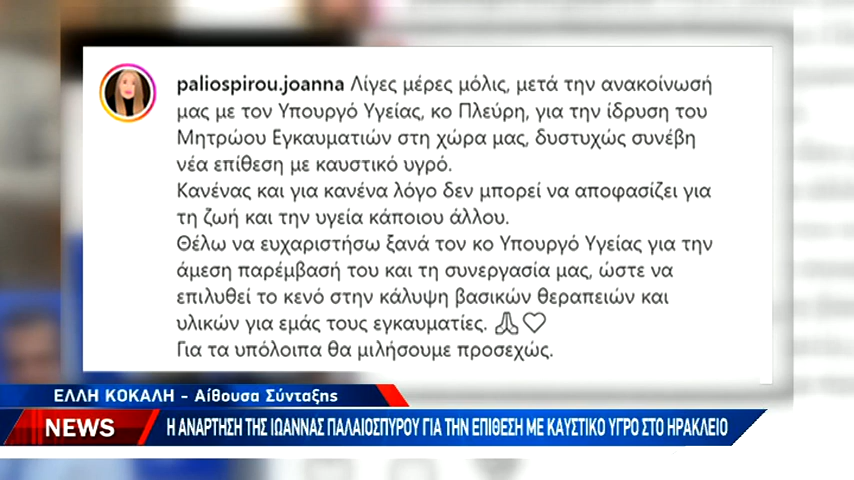 paliospirou.joanna Λίγες μέρες μόλις, μετά την ανακοίνωσή
μας με τον Υπουργό Υγείας, κο Πλεύρη, για την ίδρυση του
Μητρώου Εγκαυματιών στη χώρα μας, δυστυχώς συνέβη
νέα επίθεση με καυστικό υγρό.
Κανένας και για κανένα λόγο δεν μπορεί να αποφασίζει για
τη ζωή και την υγεία κάποιου άλλου.
Θέλω να ευχαριστήσω ξανά τον κο Υπουργό Υγείας για την
άμεση παρέμβασή του και τη συνεργασία μας, ώστε να
επιλυθεί το κενό στην κάλυψη βασικών θεραπειών και
υλικών για εμάς τους εγκαυματίες. 🙏🤍
Για τα υπόλοιπα θα μιλήσουμε προσεχώς.
ΕΛΛΗ ΚΟΚΑΛΗ - Αίθουσα Σύνταξης
NEWS Η ΑΝΑΡΤΗΣΗ ΤΗΣ ΙΩΑΝΝΑΣ ΠΑΛΑΙΟΣΠΥΡΟΥ ΓΙΑ ΤΗΝ ΕΠΙΘΕΣΗ ΜΕ ΚΑΥΣΤΙΚΟ ΥΓΡΟ ΣΤΟ ΗΡΑΚΛΕΙΟ